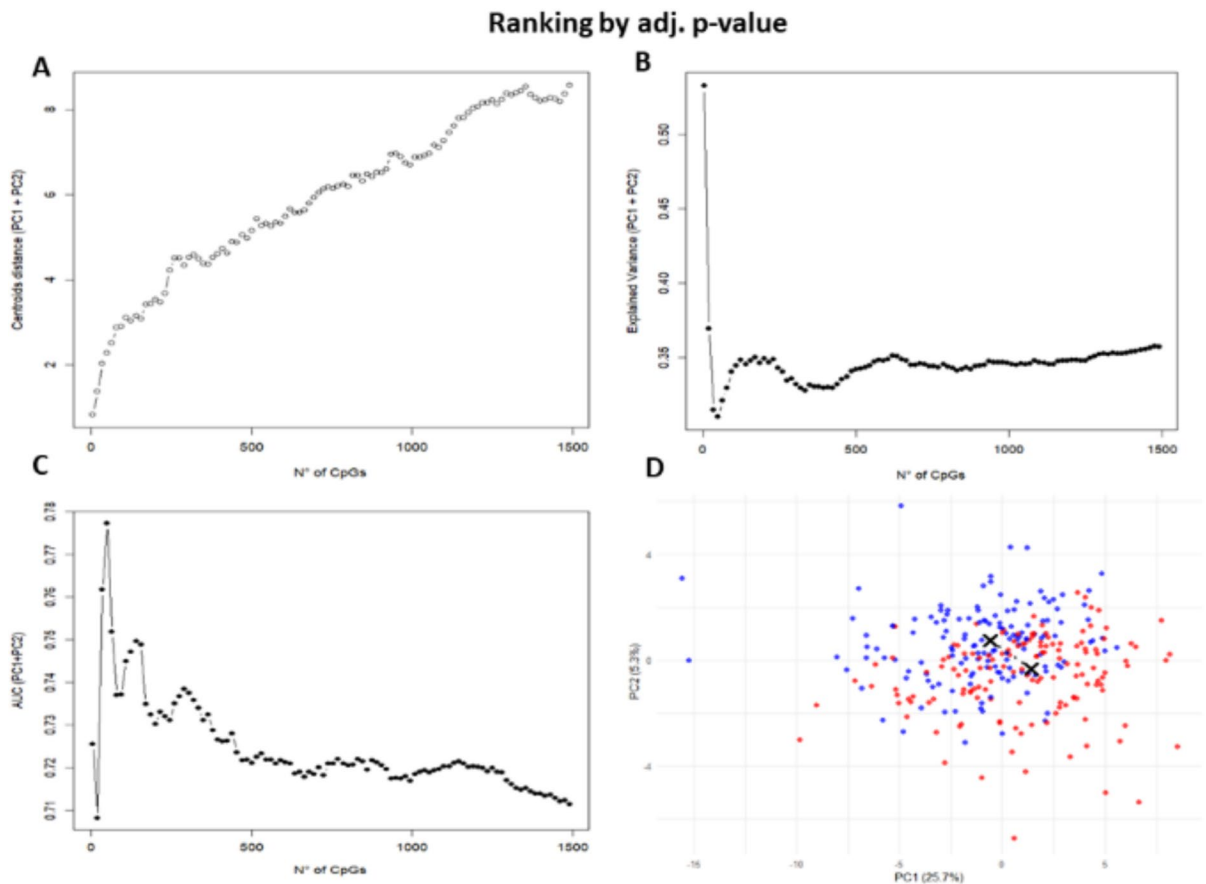 Ranking by adj. p-value
A
Centroids distance (PC1 + PC2)
8
6
4
2
0
500
1000
1500
N° of CpGs
B
Explained Variance (PC1 + PC2)
0.50
0.45
0.40
0.35
0
500
1000
1500
N° of CpGs
C
AUC (PC1+PC2)
0.78
0.77
0.76
0.75
0.74
0.73
0.72
0.71
0
500
1000
1500
N° of CpGs
D
PC2 (5.3%)
4
0
-4
-15
-10
-5
0
5
PC1 (25.7%)